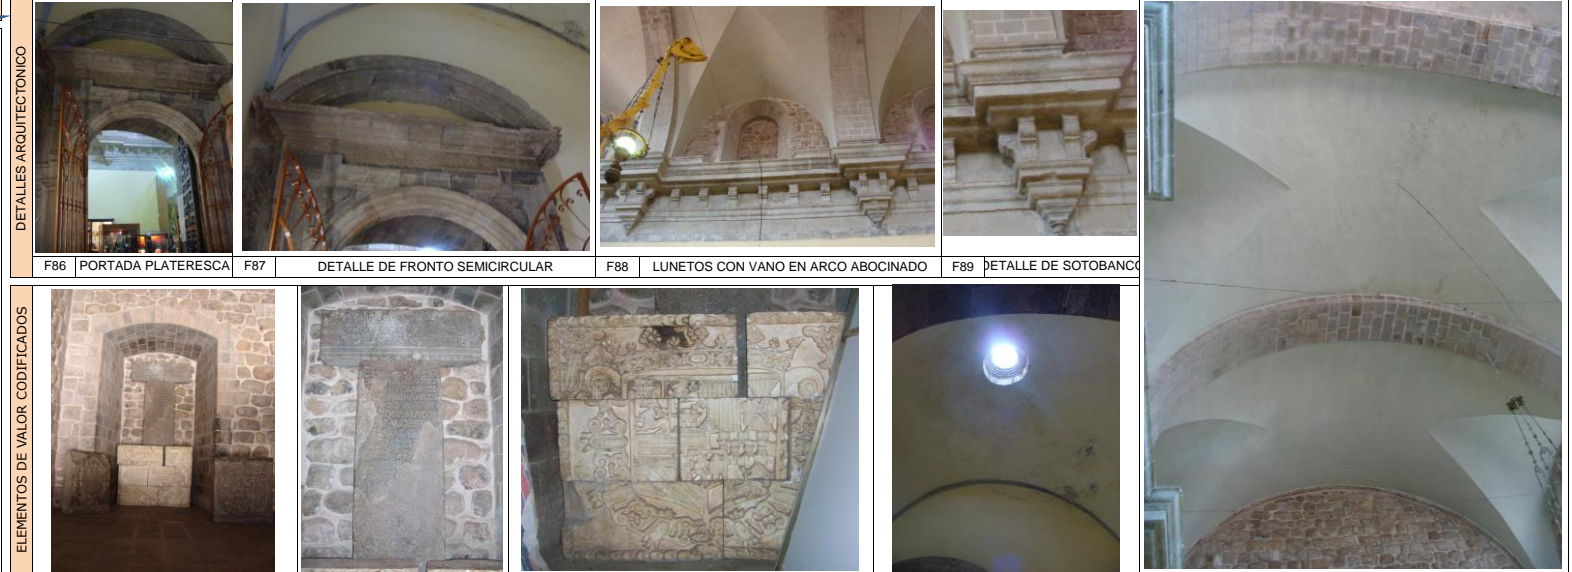 DETALLES ARQUITECTONICO
F86 PORTADA PLATERESCA F87 DETALLE DE FRONTO SEMICIRCULAR F88 LUNETOS CON VANO EN ARCO ABOCINADO F89 DETALLE DE SOTOBANCO
ELEMENTOS DE VALOR CODIFICADOS